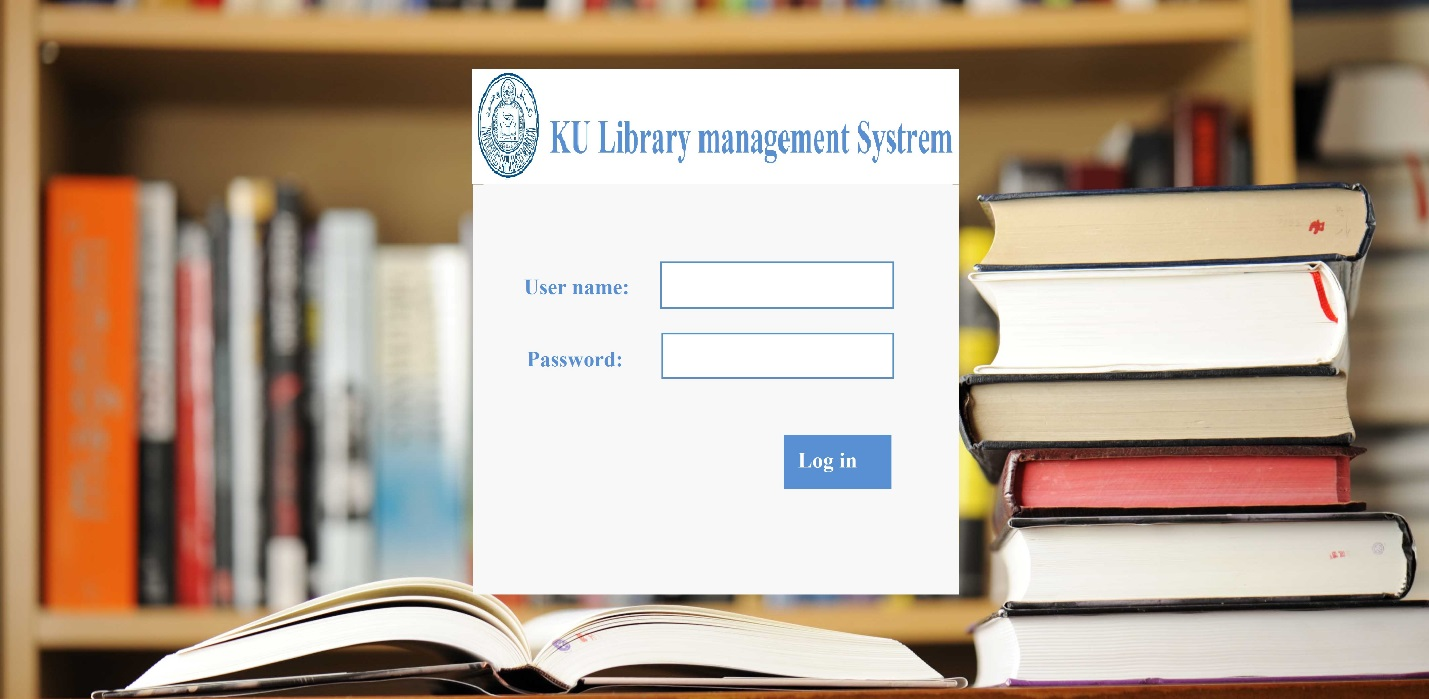 KU Library management Systrem
User name:
Password:
Log in